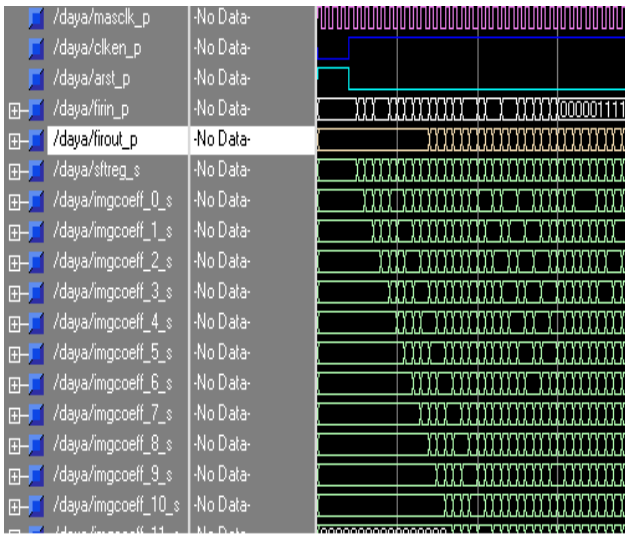 /daya/masclk_p -No Data-
/daya/clken_p -No Data-
/daya/arst_p -No Data-
/daya/firin_p -No Data- 000001111
/daya/firout_p -No Data-
/daya/sftreg_s -No Data-
/daya/imgcoeff_0_s -No Data-
/daya/imgcoeff_1_s -No Data-
/daya/imgcoeff_2_s -No Data-
/daya/imgcoeff_3_s -No Data-
/daya/imgcoeff_4_s -No Data-
/daya/imgcoeff_5_s -No Data-
/daya/imgcoeff_6_s -No Data-
/daya/imgcoeff_7_s -No Data-
/daya/imgcoeff_8_s -No Data-
/daya/imgcoeff_9_s -No Data-
/daya/imgcoeff_10_s -No Data-